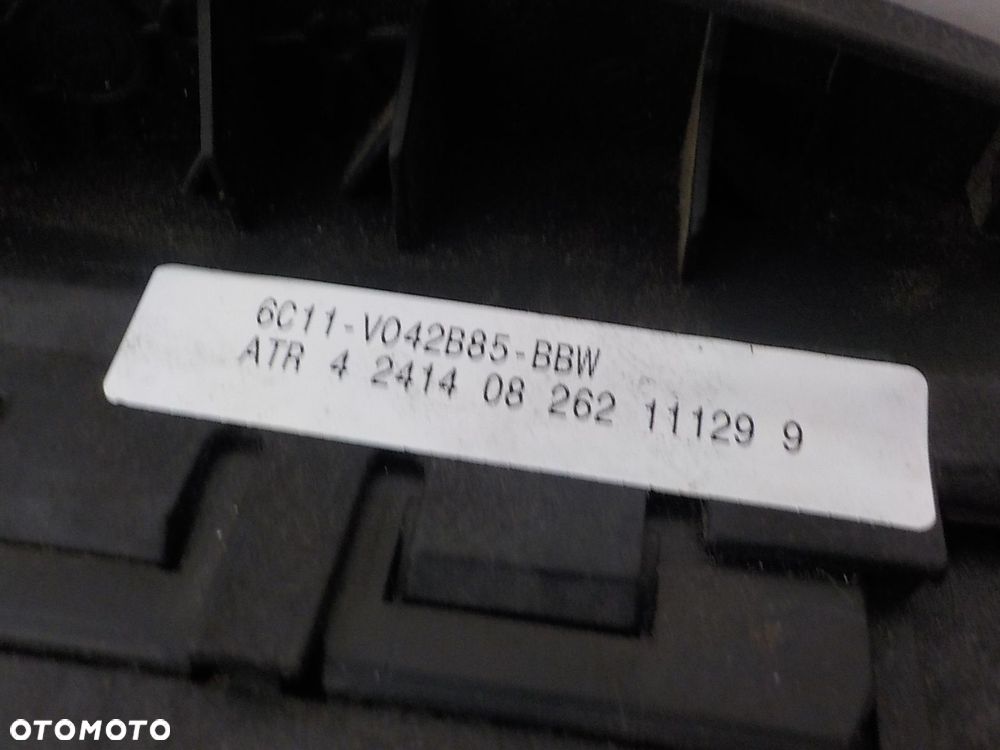 6C11-V042B85-BBW
ATR 4 2414 08 262 11129 9
OTOMOTO